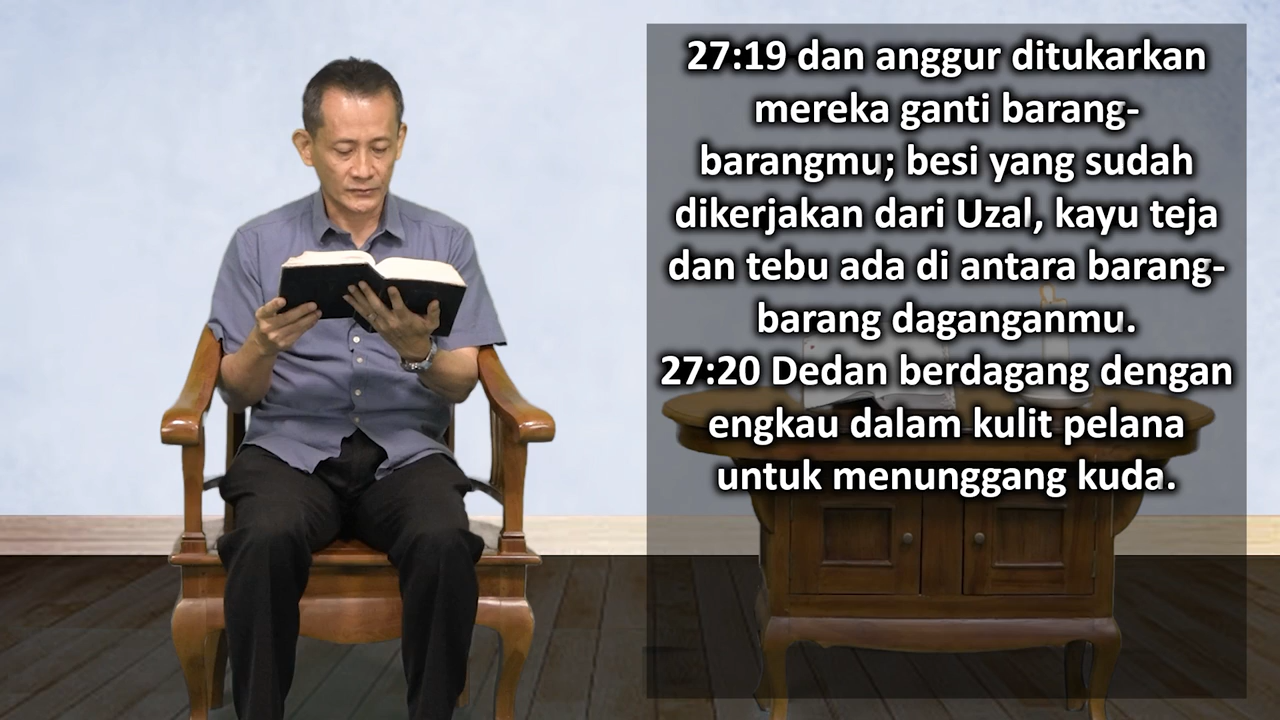 27:19 dan anggur ditukarkan
mereka ganti barang-
barangmu; besi yang sudah
dikerjakan dari Uzal, kayu teja
dan tebu ada di antara barang-
barang daganganmu.
27:20 Dedan berdagang dengan
engkau dalam kulit pelana
untuk menunggang kuda.